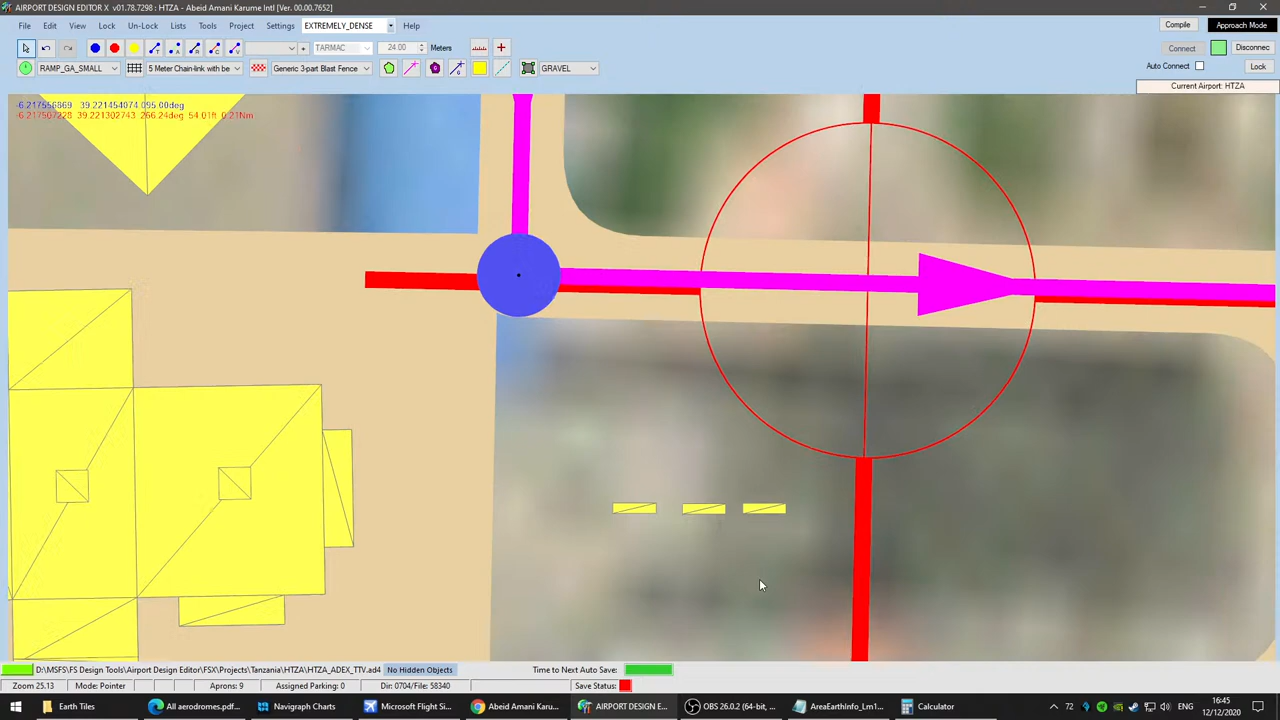 AIRPORT DESIGN EDITOR X v01.78.7298 : HTZA - Abeid Amani Karume Intl [Ver. 00.00.7652]
File Edit View Lock Un-Lock Lists Tools Project Settings EXTREMELY_DENSE Help
Compile Approach Mode
TARMAC 24.00 Meters
Connect Disconnec
RAMP_GA_SMALL 5 Meter Chain-link with be Generic 3-part Blast Fence GRAVEL
Auto Connect Lock
Current Airport: HTZA
-6.217556869 39.221454074 095.00deg
-6.217507228 39.221302743 266.24deg 54.01ft 0.21Nm
D:\MSFS\FS Design Tools\Airport Design Editor\FSX\Projects\Tanzania\HTZA\HTZA_ADEX_TTV.ad4 No Hidden Objects Time to Next Auto Save:
Zoom 25.13 Mode: Pointer Aprons: 9 Assigned Parking: 0 Dir: 0704/File: 58340 Save Status:
Earth Tiles All aerodromes.pdf... Navigraph Charts Microsoft Flight Si... Abeid Amani Karu... AIRPORT DESIGN E... OBS 26.0.2 (64-bit, ... AreaEarthInfo_Lm1... Calculator 72
16:45
12/12/2020